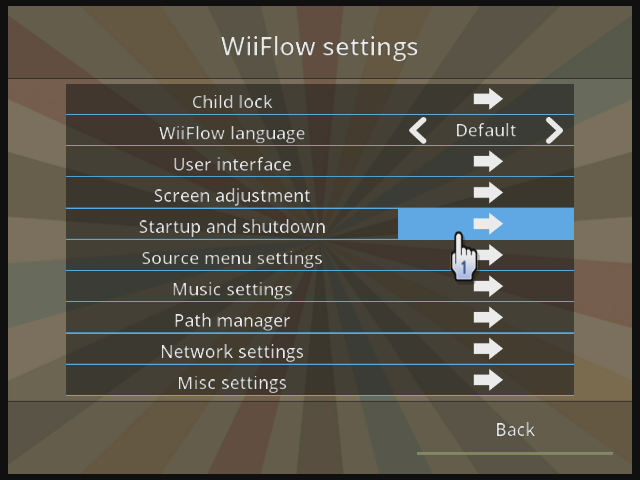 WiiFlow settings
Child lock
WiiFlow language Default
User interface
Screen adjustment
Startup and shutdown
Source menu settings
Music settings
Path manager
Network settings
Misc settings
1
Back